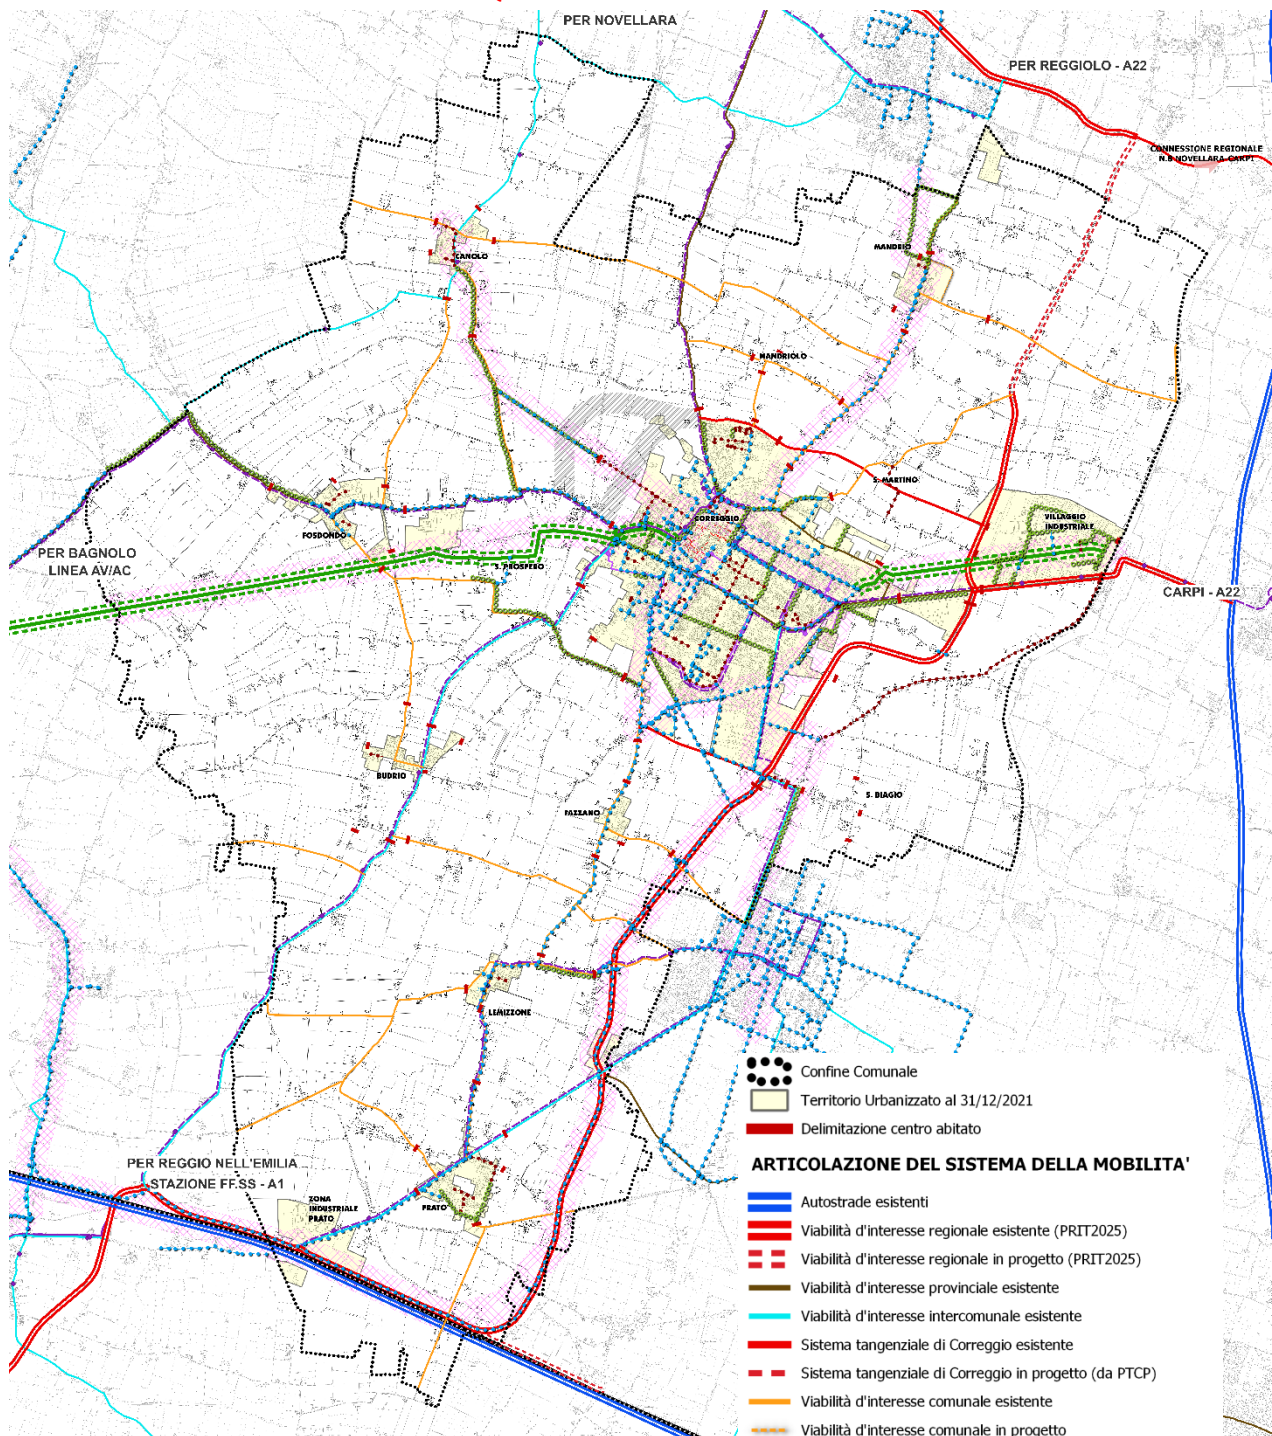 PER NOVELLARA
PER REGGIOLO - A22
CONNESSIONE REGIONALE
N.6 NOVELLARA-CARPI
MANDRIO
CANOLO
MANDRIOLO
S. MARTINO
CORREGGIO
VILLAGGIO
INDUSTRIALE
FOSDONDO
PER BAGNOLO
LINEA AV/AC
S. PROSPERO
CARPI - A22
BUDRIO
S. BIAGIO
FAZZANO
LEMIZZONE
PER REGGIO NELL'EMILIA
STAZIONE FF.SS - A1
ZONA
INDUSTRIALE
PRATO
PRATO
Confine Comunale
Territorio Urbanizzato al 31/12/2021
Delimitazione centro abitato
ARTICOLAZIONE DEL SISTEMA DELLA MOBILITA'
Autostrade esistenti
Viabilità d'interesse regionale esistente (PRIT2025)
Viabilità d'interesse regionale in progetto (PRIT2025)
Viabilità d'interesse provinciale esistente
Viabilità d'interesse intercomunale esistente
Sistema tangenziale di Correggio esistente
Sistema tangenziale di Correggio in progetto (da PTCP)
Viabilità d'interesse comunale esistente
Viabilità d'interesse comunale in progetto